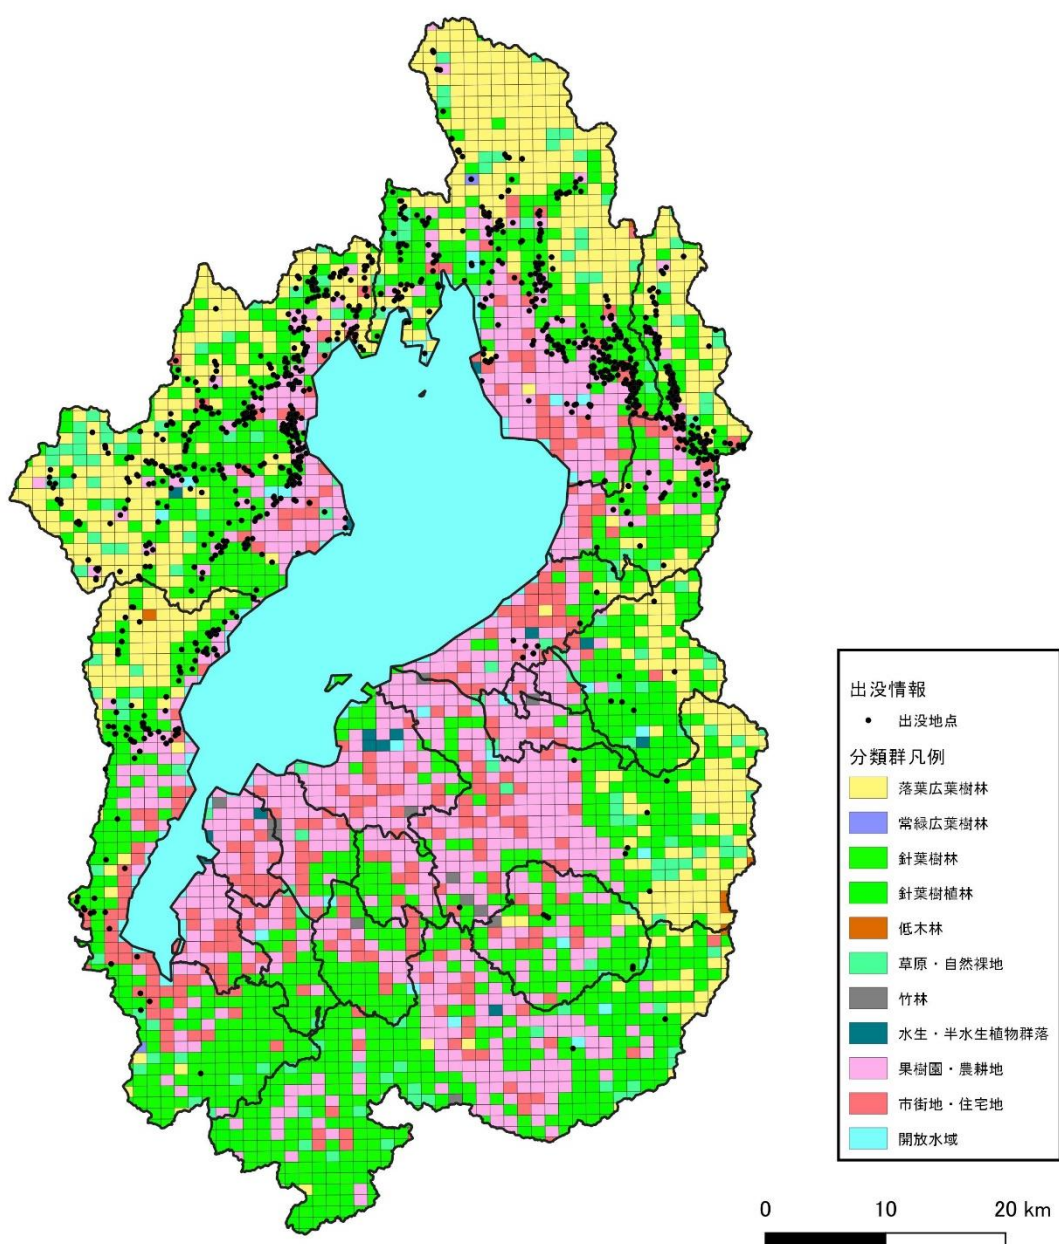 出没情報
出没地点
分類群凡例
落葉広葉樹林
常緑広葉樹林
針葉樹林
針葉樹植林
低木林
草原・自然裸地
竹林
水生・半水生植物群落
果樹園・農耕地
市街地・住宅地
開放水域
0 10 20 km